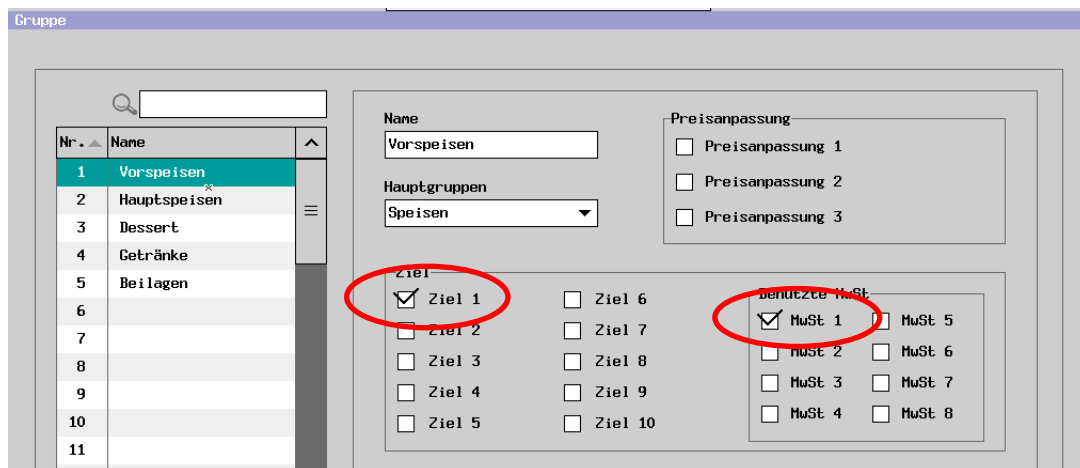 Gruppe
Nr. Name
1 Vorspeisen
2 Hauptspeisen
3 Dessert
4 Getränke
5 Beilagen
6
7
8
9
10
11
Name
Vorspeisen
Hauptgruppen
Speisen
Preisanpassung
Preisanpassung 1
Preisanpassung 2
Preisanpassung 3
Ziel
Ziel 1 Ziel 6
Ziel 2 Ziel 7
Ziel 3 Ziel 8
Ziel 4 Ziel 9
Ziel 5 Ziel 10
Benutzte MwSt
MwSt 1 MwSt 5
MwSt 2 MwSt 6
MwSt 3 MwSt 7
MwSt 4 MwSt 8